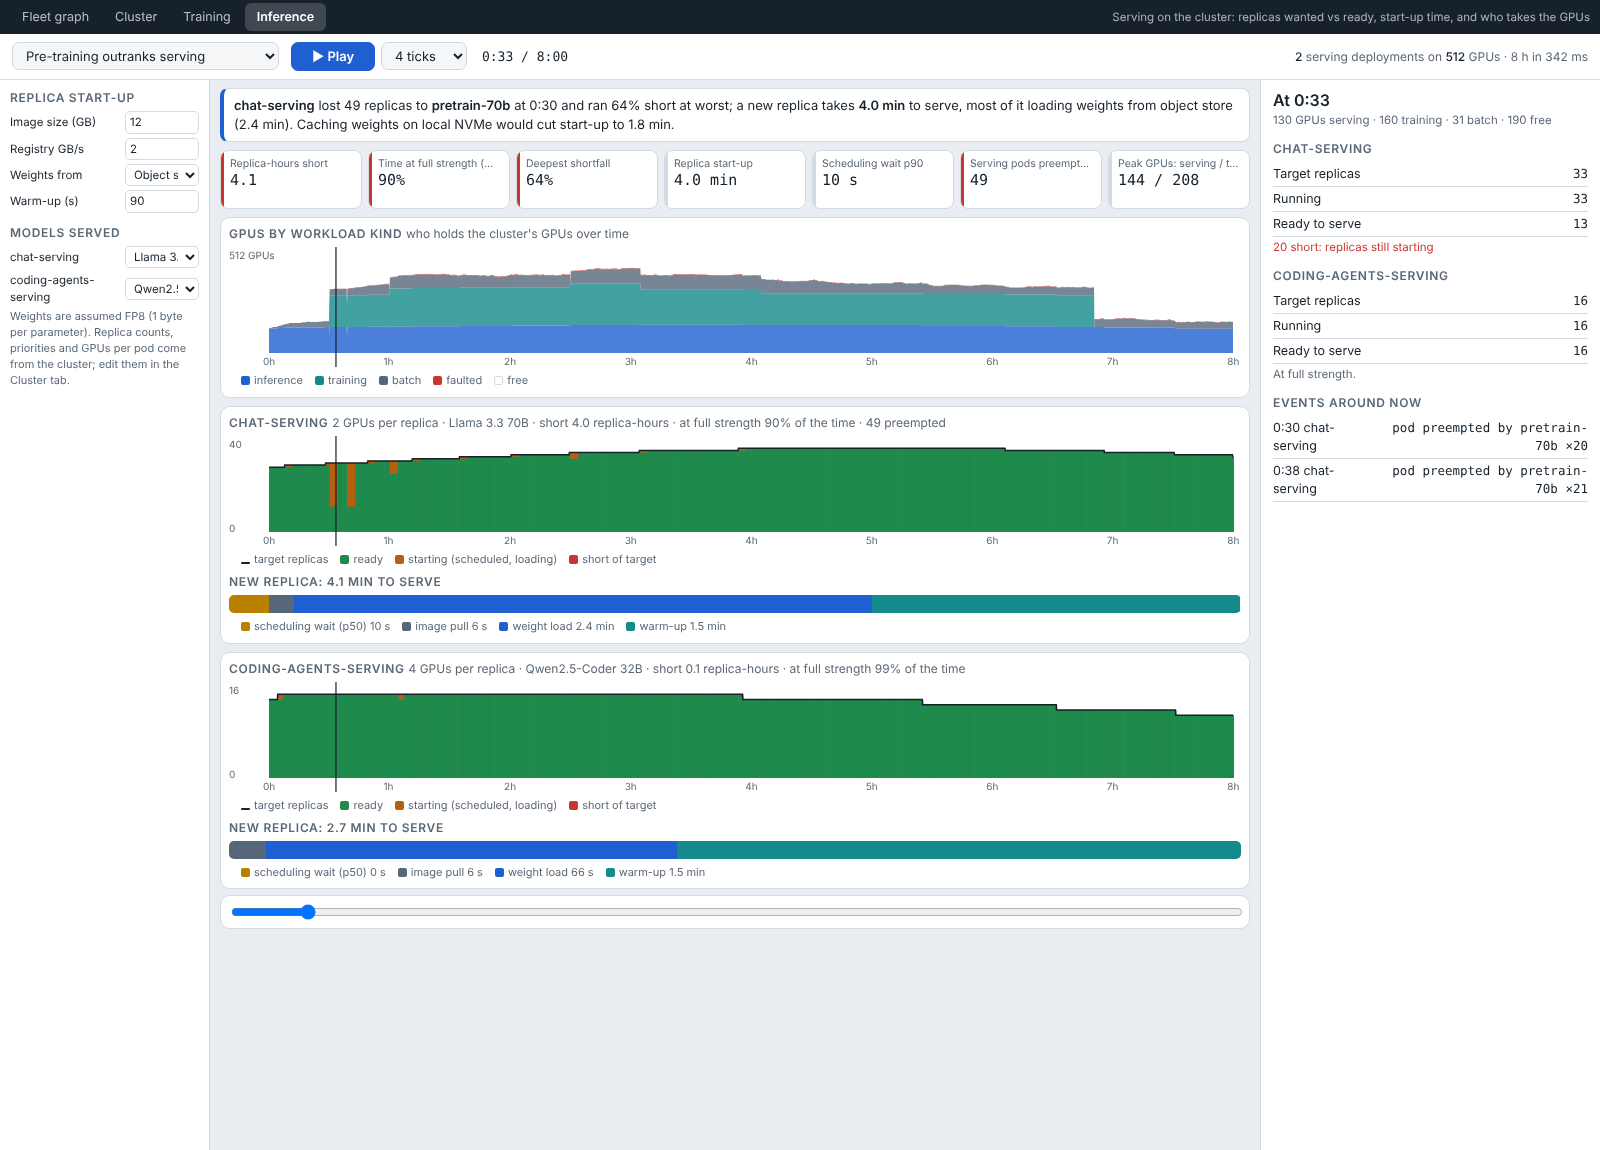 Fleet graph Cluster Training Inference Serving on the cluster: replicas wanted vs ready, start-up time, and who takes the GPUs
Pre-training outranks serving ▶ Play 4 ticks 0:33 / 8:00 2 serving deployments on 512 GPUs · 8 h in 342 ms
REPLICA START-UP
Image size (GB) 12
Registry GB/s 2
Weights from Object s
Warm-up (s) 90
MODELS SERVED
chat-serving Llama 3.
coding-agents-
serving Qwen2.5
Weights are assumed FP8 (1 byte
per parameter). Replica counts,
priorities and GPUs per pod come
from the cluster; edit them in the
Cluster tab.
chat-serving lost 49 replicas to pretrain-70b at 0:30 and ran 64% short at worst; a new replica takes 4.0 min to serve, most of it loading weights from object store
(2.4 min). Caching weights on local NVMe would cut start-up to 1.8 min.
Replica-hours short
4.1
Time at full strength (...
90%
Deepest shortfall
64%
Replica start-up
4.0 min
Scheduling wait p90
10 s
Serving pods preempt...
49
Peak GPUs: serving / t...
144 / 208
GPUS BY WORKLOAD KIND who holds the cluster's GPUs over time
512 GPUs
0h 1h 2h 3h 4h 5h 6h 7h 8h
inference training batch faulted free
CHAT-SERVING 2 GPUs per replica · Llama 3.3 70B · short 4.0 replica-hours · at full strength 90% of the time · 49 preempted
40
0
0h 1h 2h 3h 4h 5h 6h 7h 8h
target replicas ready starting (scheduled, loading) short of target
NEW REPLICA: 4.1 MIN TO SERVE
scheduling wait (p50) 10 s image pull 6 s weight load 2.4 min warm-up 1.5 min
CODING-AGENTS-SERVING 4 GPUs per replica · Qwen2.5-Coder 32B · short 0.1 replica-hours · at full strength 99% of the time
16
0
0h 1h 2h 3h 4h 5h 6h 7h 8h
target replicas ready starting (scheduled, loading) short of target
NEW REPLICA: 2.7 MIN TO SERVE
scheduling wait (p50) 0 s image pull 6 s weight load 66 s warm-up 1.5 min
At 0:33
130 GPUs serving · 160 training · 31 batch · 190 free
CHAT-SERVING
Target replicas 33
Running 33
Ready to serve 13
20 short: replicas still starting
CODING-AGENTS-SERVING
Target replicas 16
Running 16
Ready to serve 16
At full strength.
EVENTS AROUND NOW
0:30 chat- pod preempted by pretrain-
serving 70b ×20
0:38 chat- pod preempted by pretrain-
serving 70b ×21